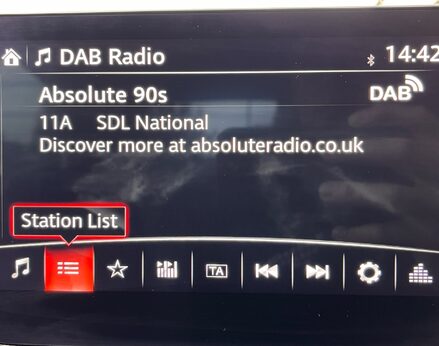 DAB Radio 14:42
Absolute 90s DAB
11A SDL National
Discover more at absoluteradio.co.uk
Station List
TA